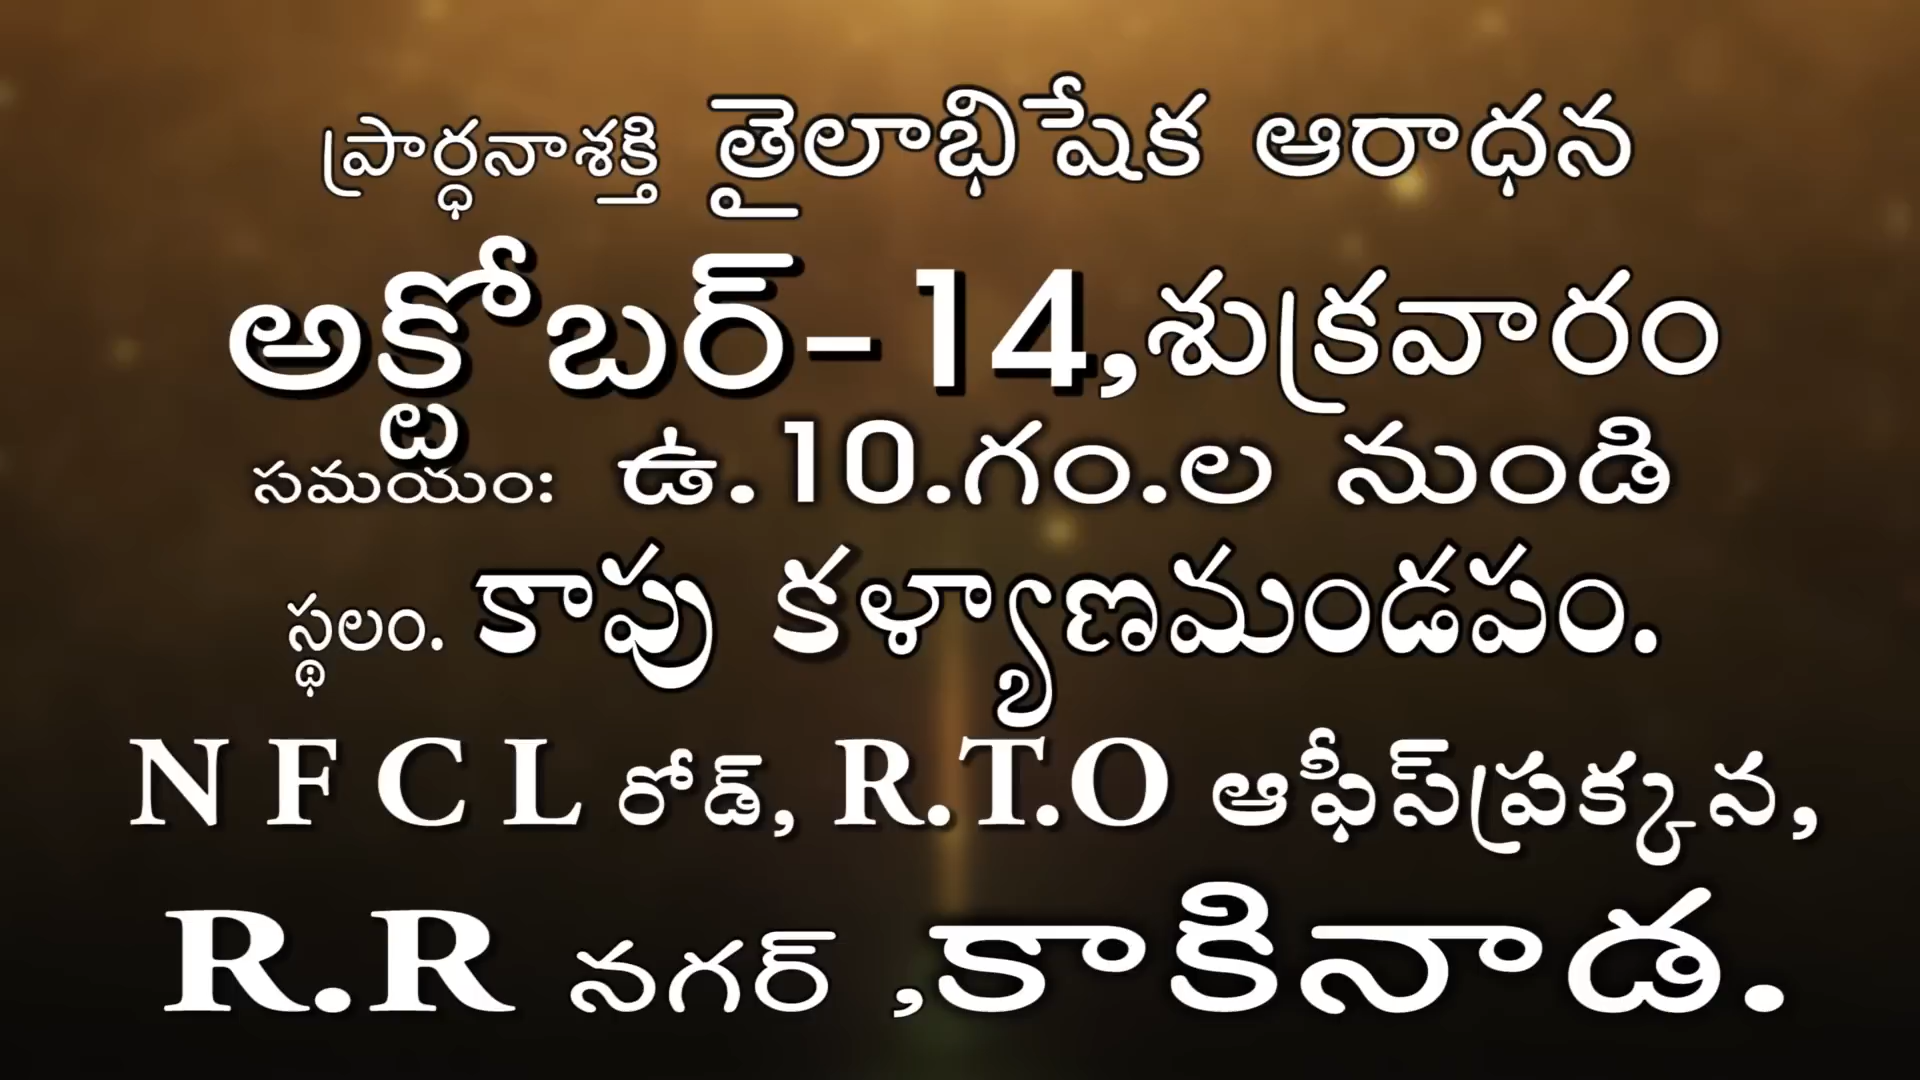 ప్రార్ధనాశక్తి తైలాభిషేక ఆరాధన
అక్టోబర్-14,శుక్రవారం
సమయం: ఉ.10.గం.ల నుండి
స్థలం. కాపు కళ్యాణమండపం.
N F C L రోడ్, R.T.O ఆఫీస్‌ప్రక్కన,
R.R నగర్ ,కాకినాడ.